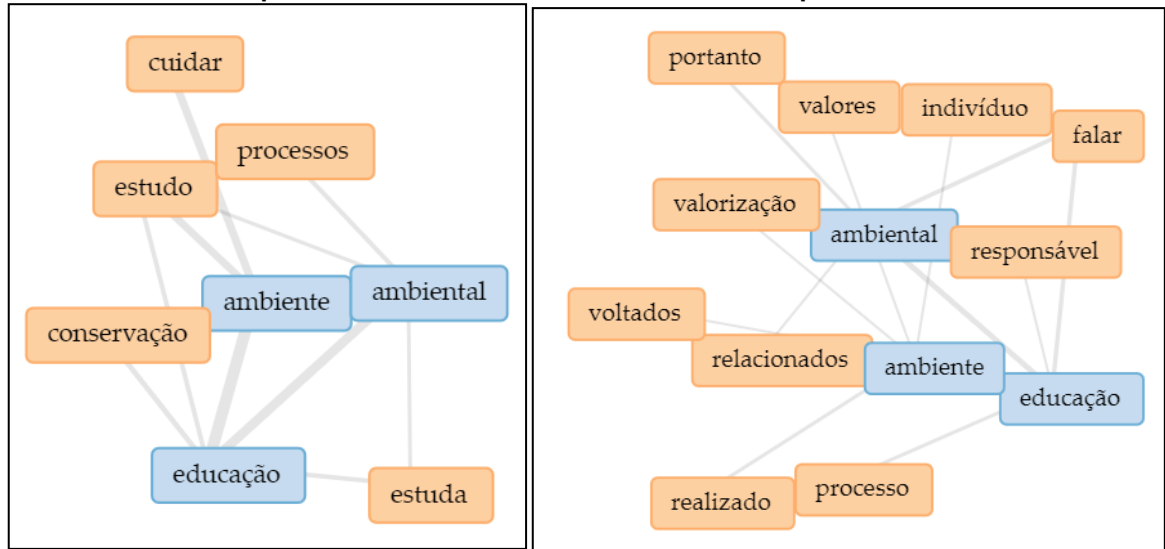 cuidar
processos
estudo
ambiental
ambiente
conservação
educação
estuda
portanto
valores
indivíduo
falar
valorização
ambiental
responsável
voltados
relacionados
ambiente
educação
processo
realizado